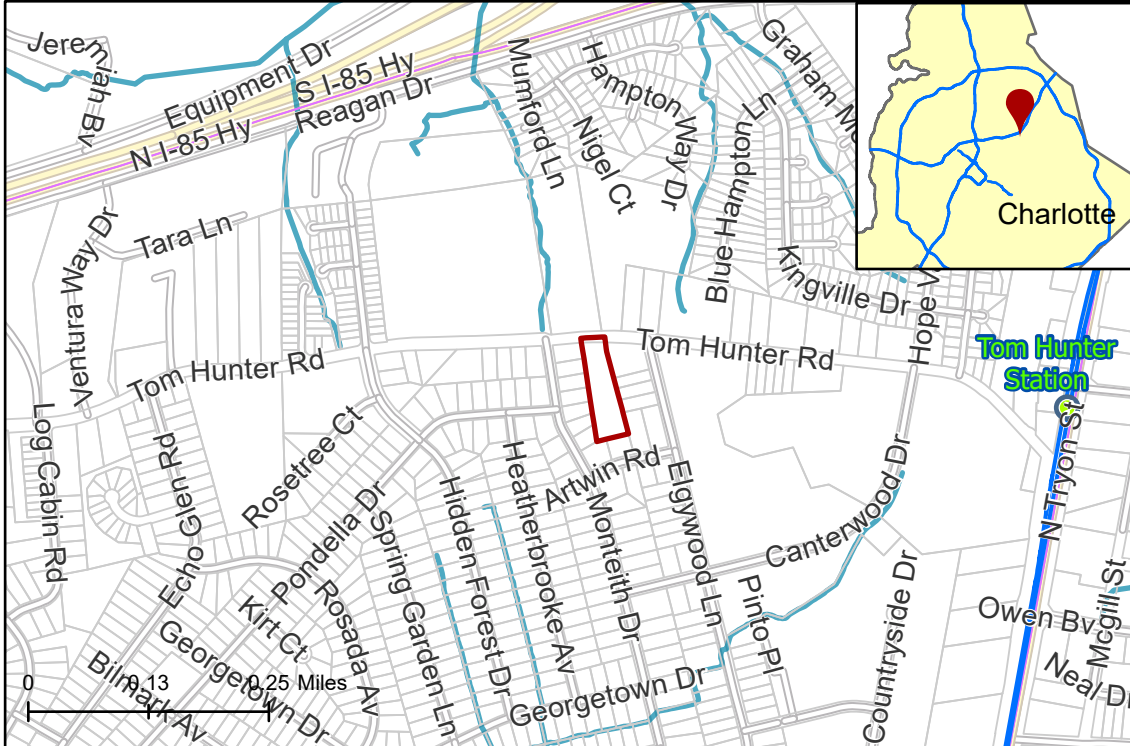 Jeremiah Bv
Equipment Dr
S I-85 Hy
N I-85 Hy
Reagan Dr
Mumford Ln
Hampton Way Dr
Nigel Ct
Blue Hampton Ln
Graham
Charlotte
Ventura Way Dr
Tara Ln
Kingville Dr
Hope
Tom Hunter Rd
Tom Hunter Rd
Tom Hunter
Station
Log Cabin Rd
Echo Glen Rd
Rosetree Ct
Pondella Dr
Spring Garden Ln
Hidden Forest Dr
Heatherbrooke Av
Artwin Rd
Monteith Dr
Elgywood Ln
Canterwood Dr
N Tryon St
Pinto Pl
Countryside Dr
Owen Bv
Mcgill St
Neal Dr
Kirt Ct
Rosada Av
Georgetown Dr
Bilmark Av
Georgetown Dr
0 0.13 0.25 Miles